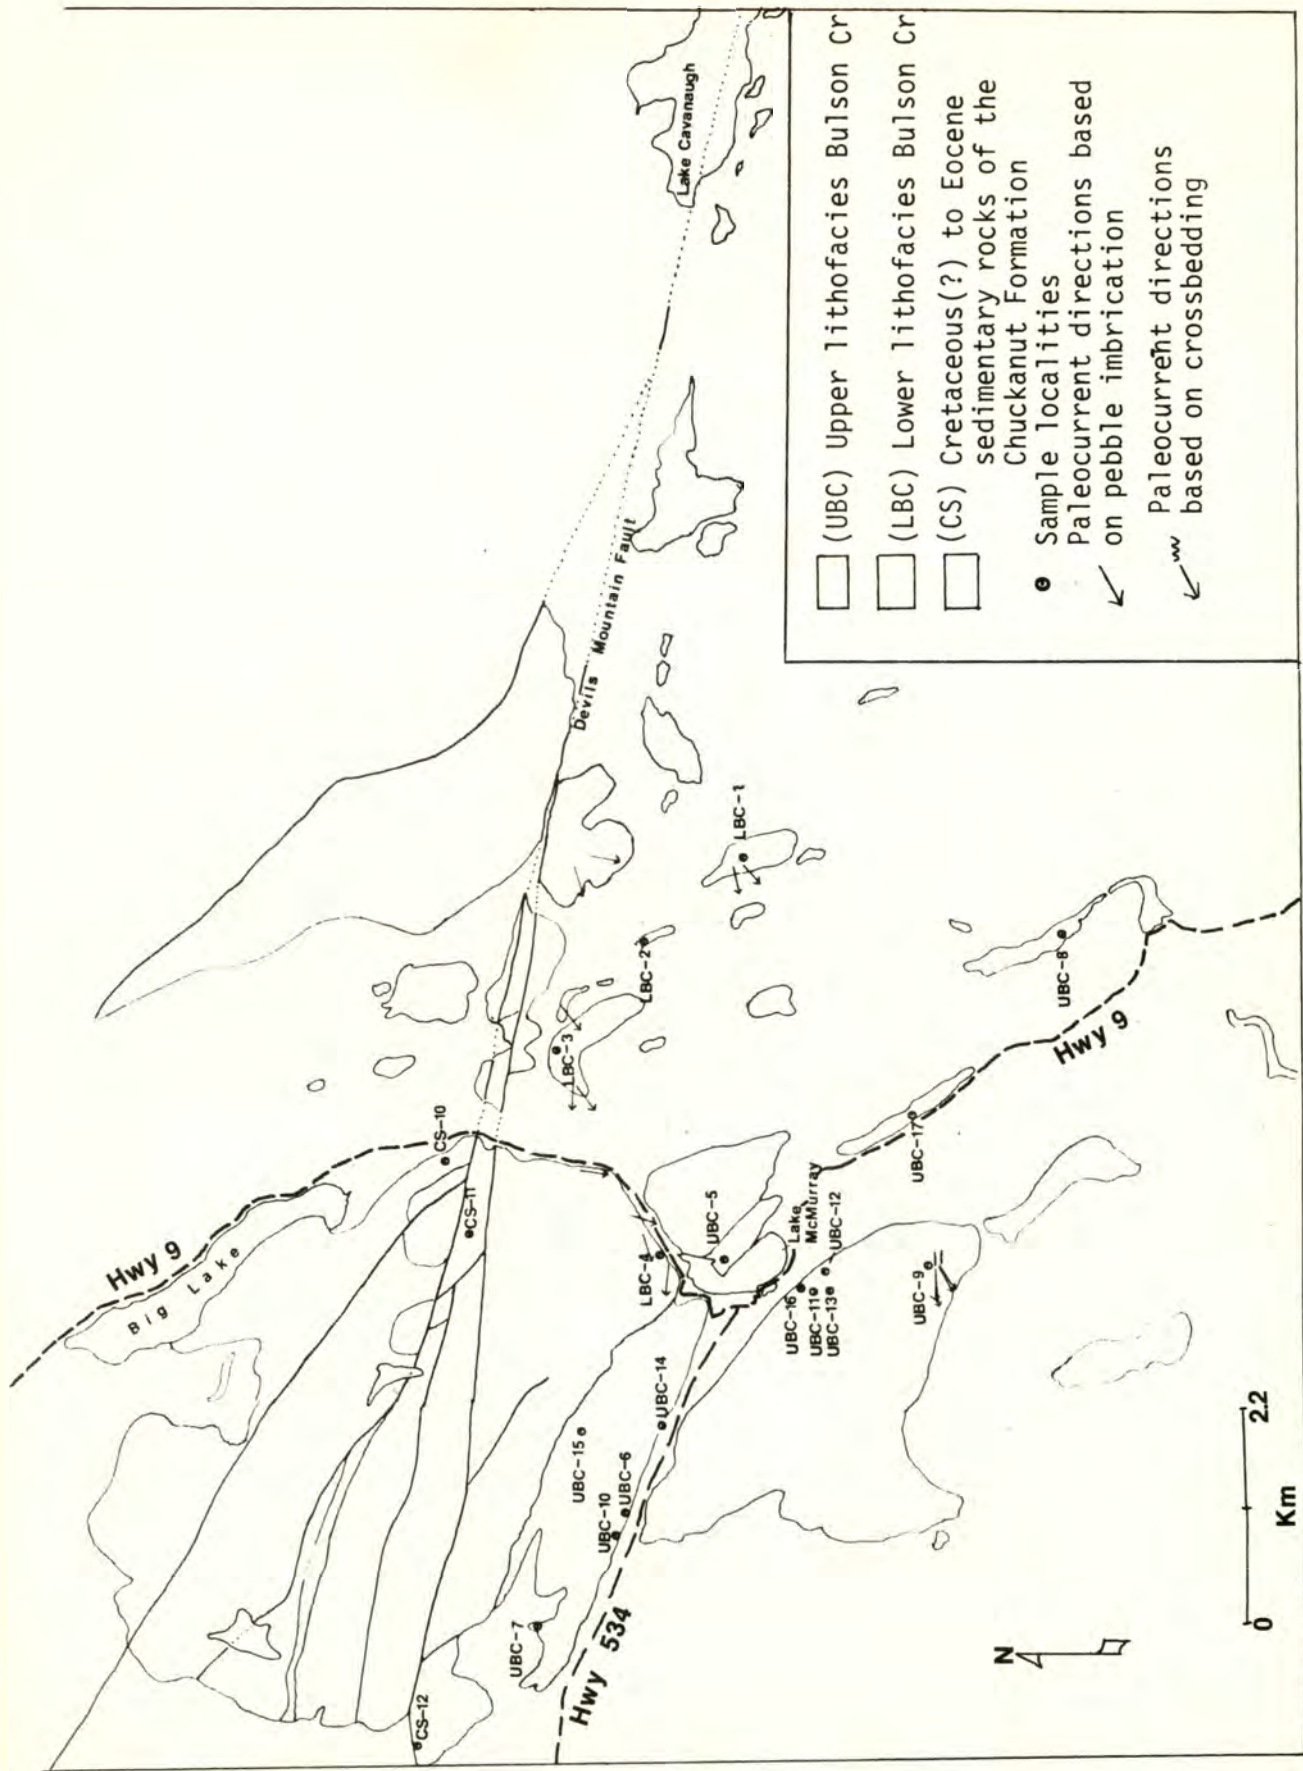 Lake Cavanaugh
Devils Mountain Fault
Hwy 9
Big Lake
CS-10
CS-11
CS-12
LBC-1
LBC-2
LBC-3
LBC-4
UBC-5
Lake
McMurray
UBC-12
UBC-16
UBC-11
UBC-13
UBC-9
UBC-17
UBC-8
Hwy 9
UBC-14
UBC-15
UBC-6
UBC-10
UBC-7
Hwy 534
N
0
2.2
Km
(UBC) Upper lithofacies Bulson Cr
(LBC) Lower lithofacies Bulson Cr
(CS) Cretaceous(?) to Eocene
sedimentary rocks of the
Chuckanut Formation
Sample localities
Paleocurrent directions based
on pebble imbrication
Paleocurrent directions
based on crossbedding